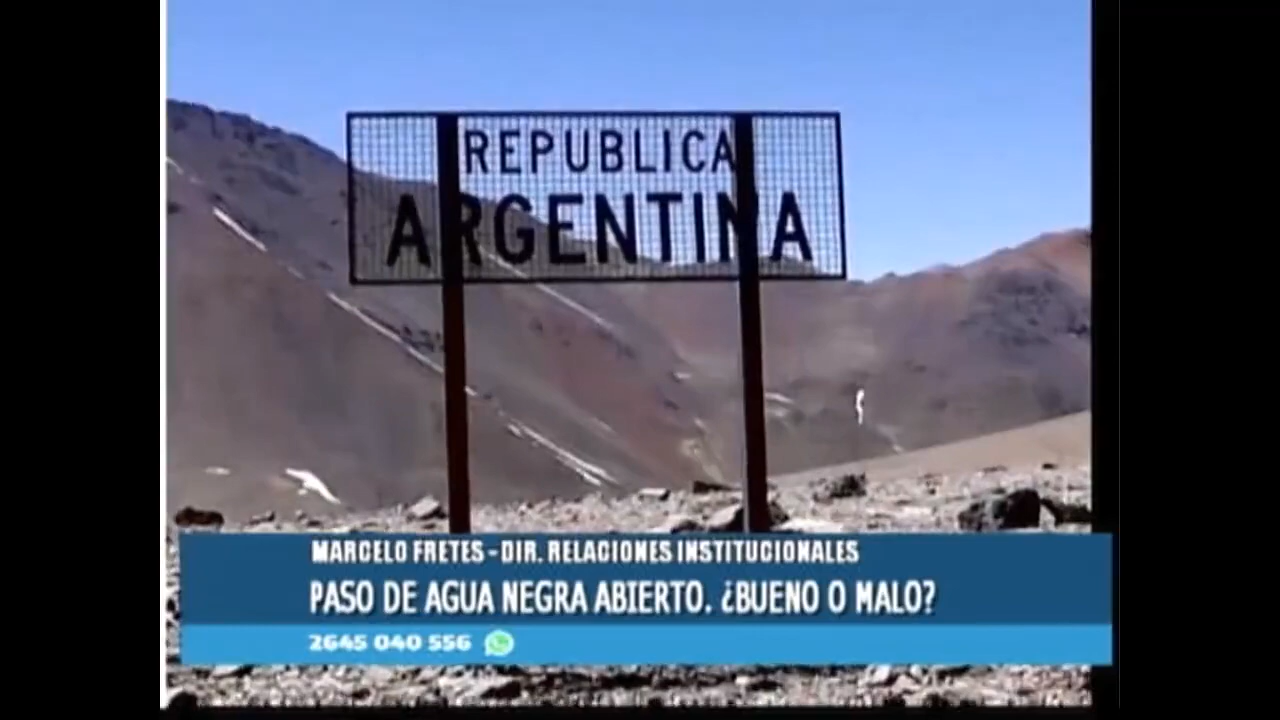 REPUBLICA
ARGENTINA
MARCELO FRETES - DIR. RELACIONES INSTITUCIONALES
PASO DE AGUA NEGRA ABIERTO. ¿BUENO O MALO?
2645 040 556